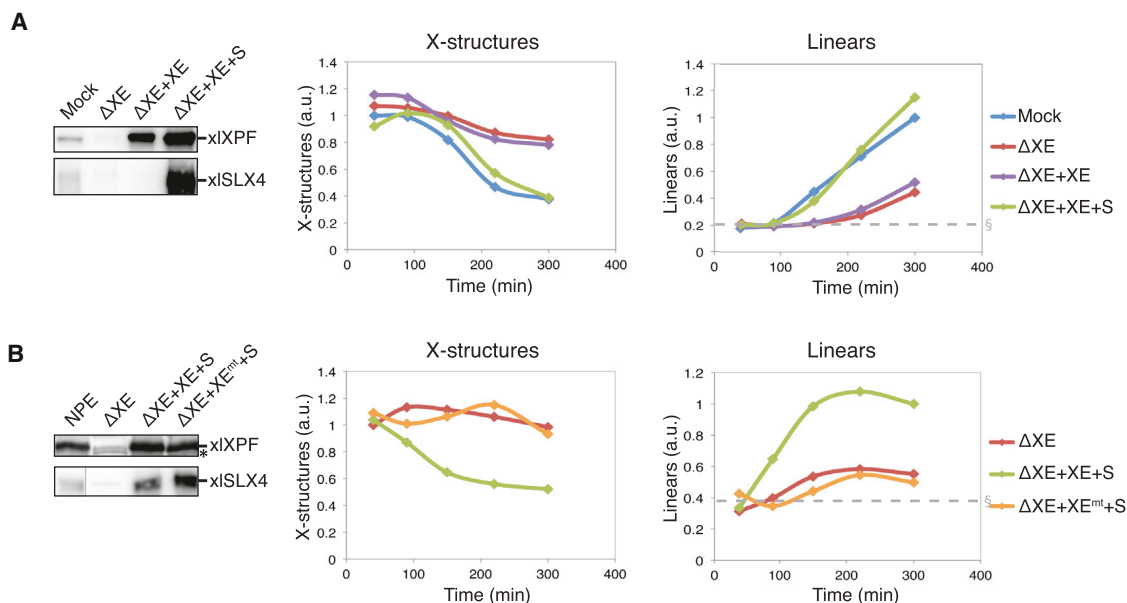 A
Mock
ΔXE
ΔXE+XE
ΔXE+XE+S
xlXPF
xlSLX4
X-structures
X-structures (a.u.)
1.4
1.2
1
0.8
0.6
0.4
0.2
0
0 100 200 300 400
Time (min)
Linears
Linears (a.u.)
1.4
1.2
1
0.8
0.6
0.4
0.2
0
0 100 200 300 400
Time (min)
§
Mock
ΔXE
ΔXE+XE
ΔXE+XE+S
B
NPE
ΔXE
ΔXE+XE+S
ΔXE+XEmt+S
xlXPF
*
xlSLX4
X-structures
X-structures (a.u.)
1.4
1.2
1
0.8
0.6
0.4
0.2
0
0 100 200 300 400
Time (min)
Linears
Linears (a.u.)
1.2
1
0.8
0.6
0.4
0.2
0
0 100 200 300 400
Time (min)
§
ΔXE
ΔXE+XE+S
ΔXE+XEmt+S